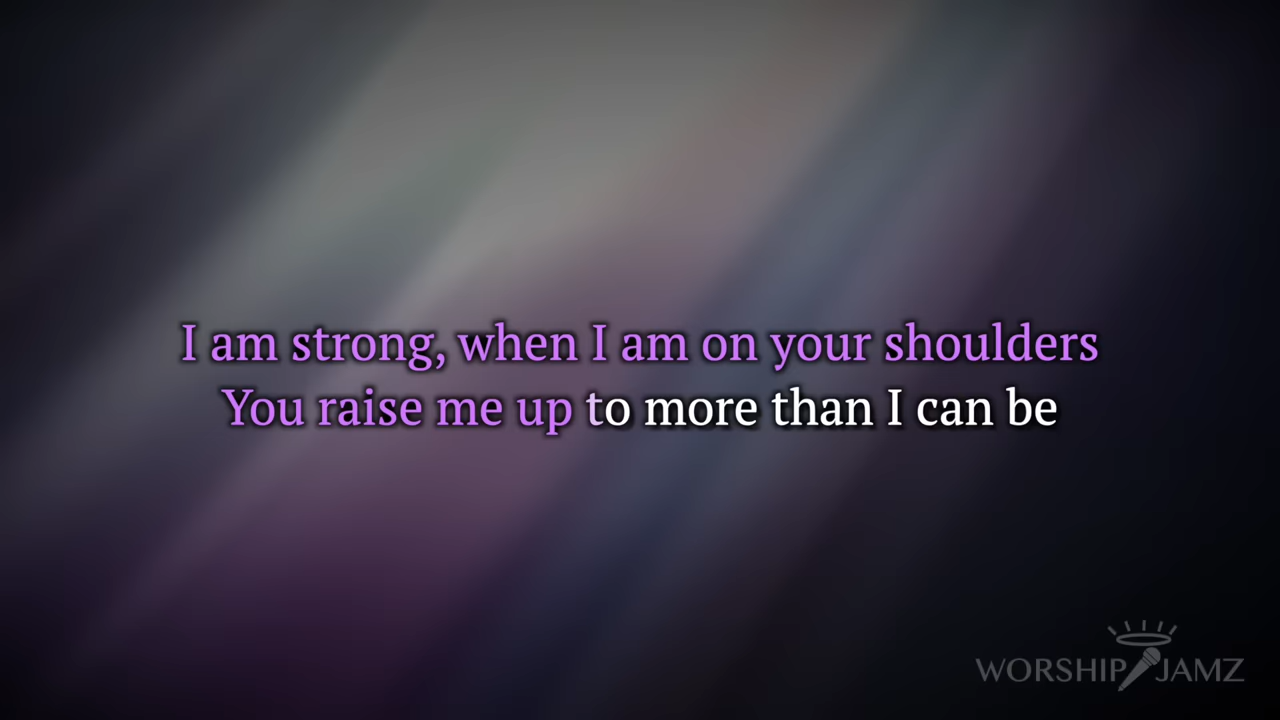 I am strong, when I am on your shoulders
You raise me up to more than I can be
WORSHIP JAMZ